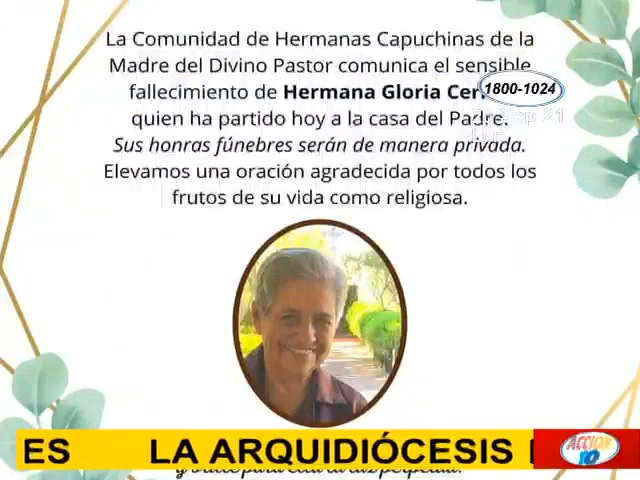 La Comunidad de Hermanas Capuchinas de la
Madre del Divino Pastor comunica el sensible
fallecimiento de Hermana Gloria
1800-1024
quien ha partido hoy a la casa del Padre.
Sus honras fúnebres serán de manera privada.
Elevamos una oración agradecida por todos los
frutos de su vida como religiosa.
ES LA ARQUIDIÓCESIS
ACCION
10